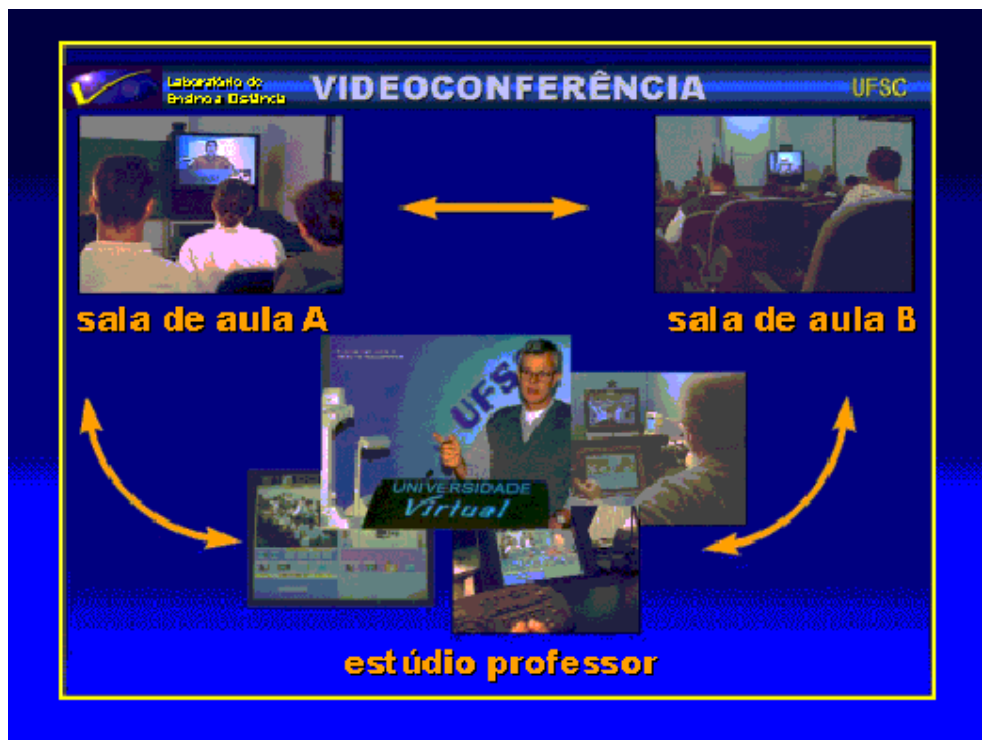 Laboratório de
Ensino a Distância
VIDEOCONFERÊNCIA
UFSC
sala de aula A
sala de aula B
UFSC
UNIVERSIDADE
Virtual
estúdio professor